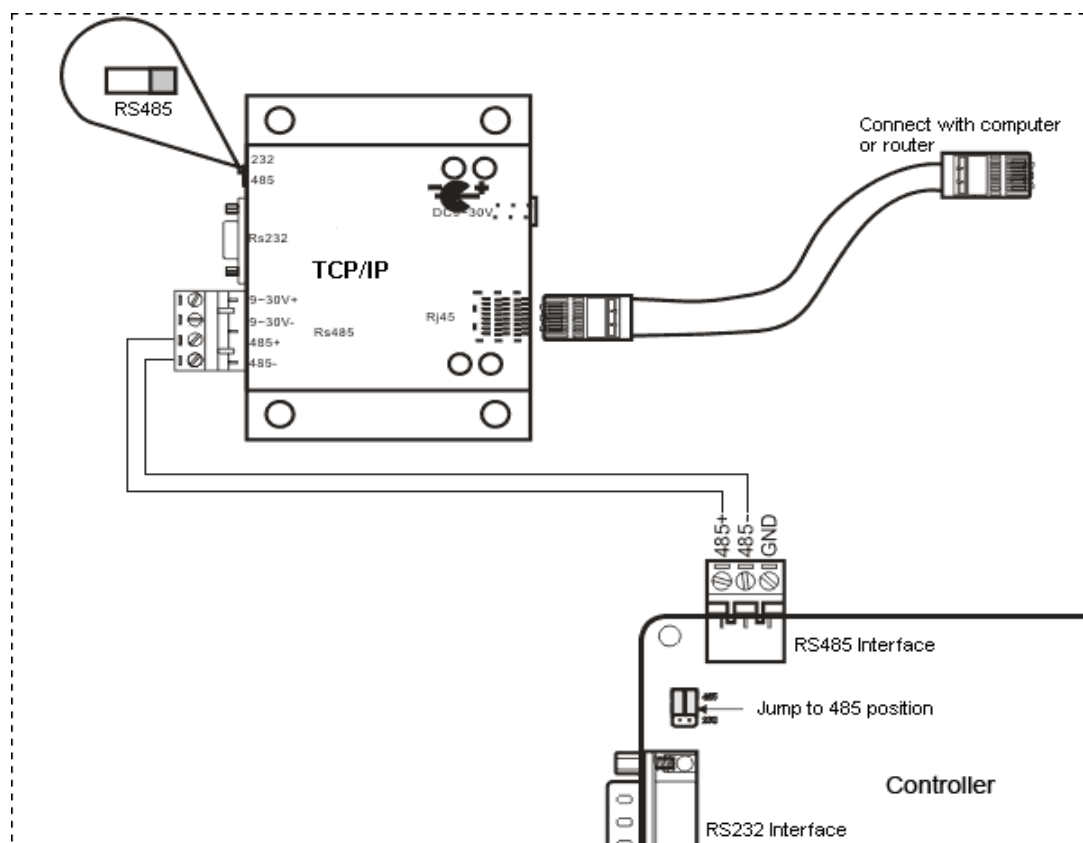 RS485
Connect with computer
or router
232
485
DC9-30V
Rs232
TCP/IP
9-30V+
9-30V-
485+
485-
Rs485
Rj45
485+
485-
GND
RS485 Interface
485
232
Jump to 485 position
Controller
RS232 Interface